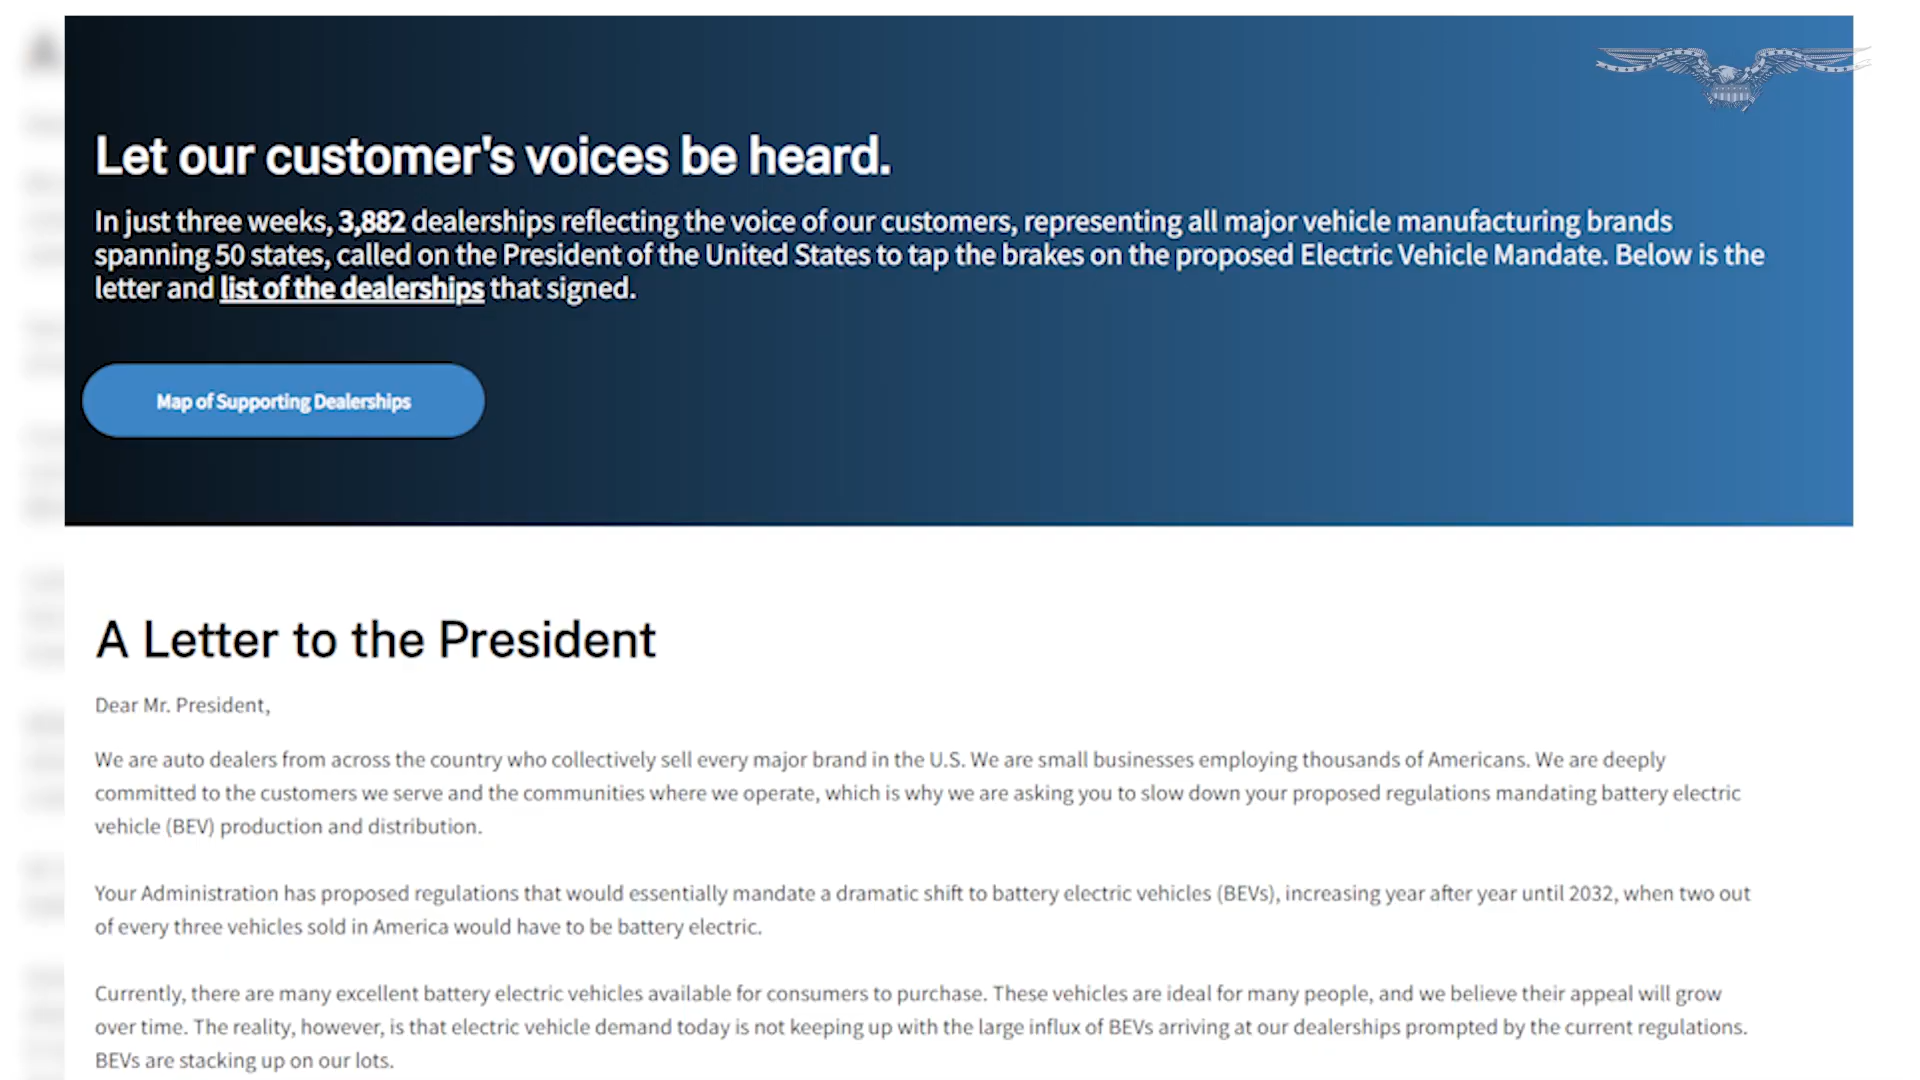 Let our customer's voices be heard.
In just three weeks, 3,882 dealerships reflecting the voice of our customers, representing all major vehicle manufacturing brands
spanning 50 states, called on the President of the United States to tap the brakes on the proposed Electric Vehicle Mandate. Below is the
letter and list of the dealerships that signed.
Map of Supporting Dealerships
A Letter to the President
Dear Mr. President,
We are auto dealers from across the country who collectively sell every major brand in the U.S. We are small businesses employing thousands of Americans. We are deeply
committed to the customers we serve and the communities where we operate, which is why we are asking you to slow down your proposed regulations mandating battery electric
vehicle (BEV) production and distribution.
Your Administration has proposed regulations that would essentially mandate a dramatic shift to battery electric vehicles (BEVs), increasing year after year until 2032, when two out
of every three vehicles sold in America would have to be battery electric.
Currently, there are many excellent battery electric vehicles available for consumers to purchase. These vehicles are ideal for many people, and we believe their appeal will grow
over time. The reality, however, is that electric vehicle demand today is not keeping up with the large influx of BEVs arriving at our dealerships prompted by the current regulations.
BEVs are stacking up on our lots.